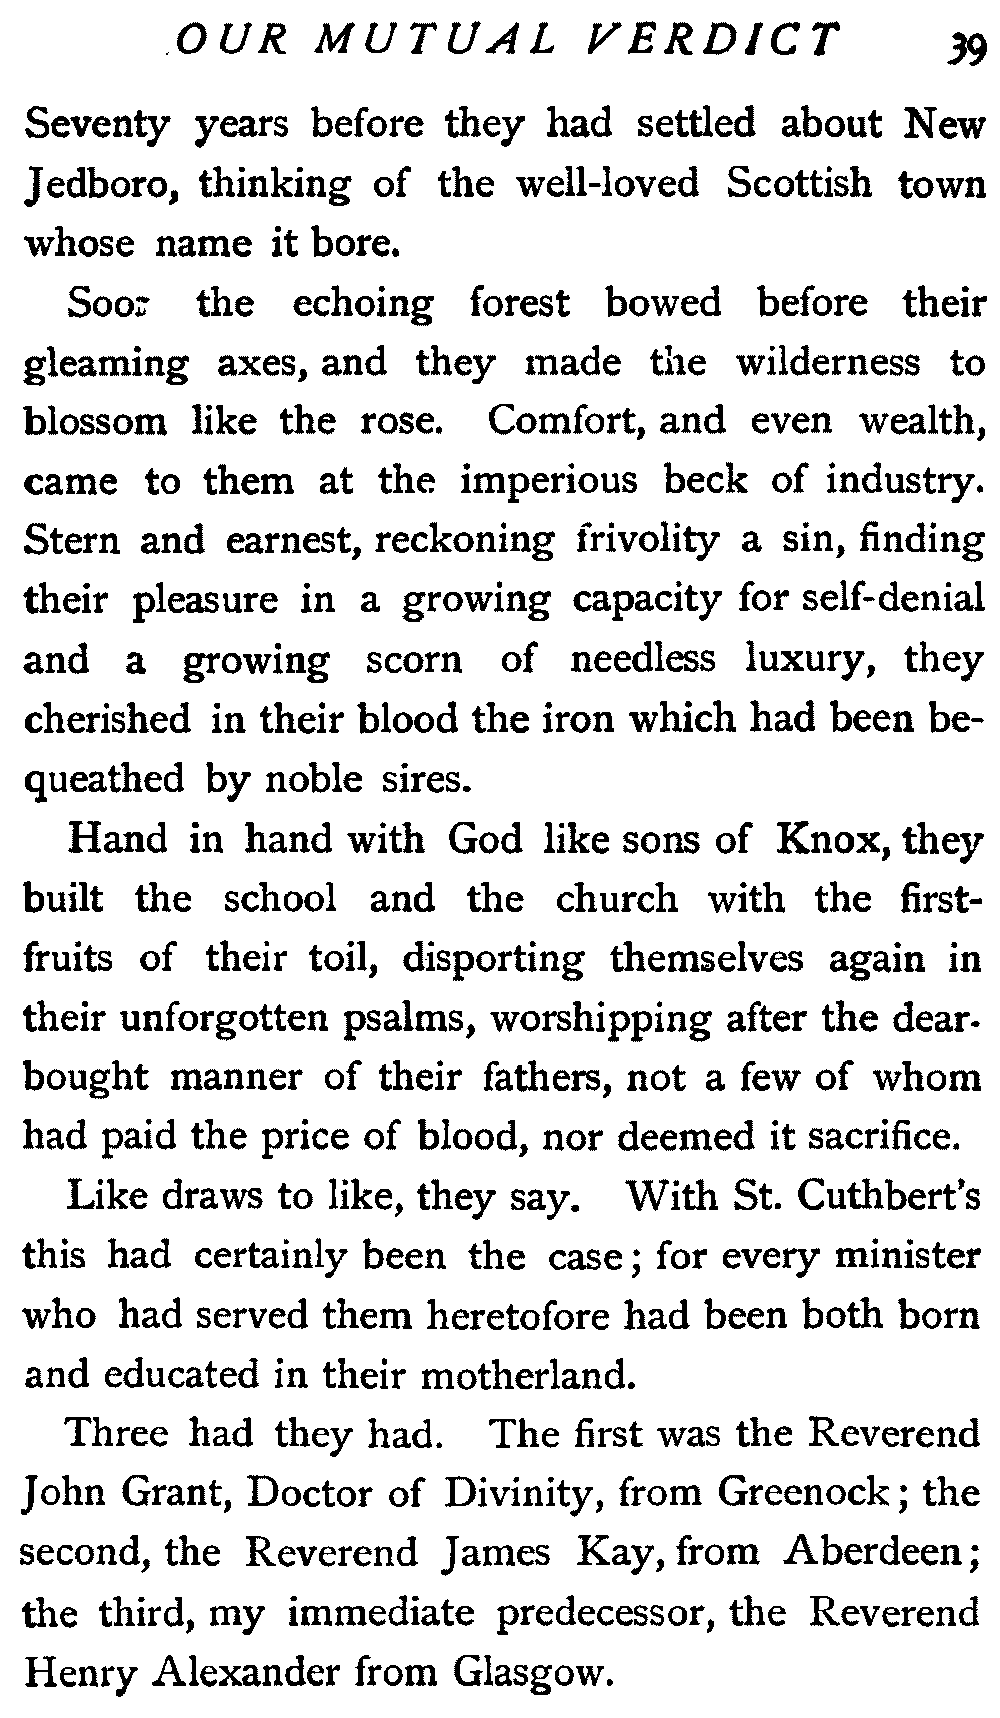 OUR MUTUAL VERDICT 39
Seventy years before they had settled about New
Jedboro, thinking of the well-loved Scottish town
whose name it bore.
Soon the echoing forest bowed before their
gleaming axes, and they made the wilderness to
blossom like the rose. Comfort, and even wealth,
came to them at the imperious beck of industry.
Stern and earnest, reckoning frivolity a sin, finding
their pleasure in a growing capacity for self-denial
and a growing scorn of needless luxury, they
cherished in their blood the iron which had been be-
queathed by noble sires.
Hand in hand with God like sons of Knox, they
built the school and the church with the first-
fruits of their toil, disporting themselves again in
their unforgotten psalms, worshipping after the dear-
bought manner of their fathers, not a few of whom
had paid the price of blood, nor deemed it sacrifice.
Like draws to like, they say. With St. Cuthbert's
this had certainly been the case; for every minister
who had served them heretofore had been both born
and educated in their motherland.
Three had they had. The first was the Reverend
John Grant, Doctor of Divinity, from Greenock; the
second, the Reverend James Kay, from Aberdeen;
the third, my immediate predecessor, the Reverend
Henry Alexander from Glasgow.